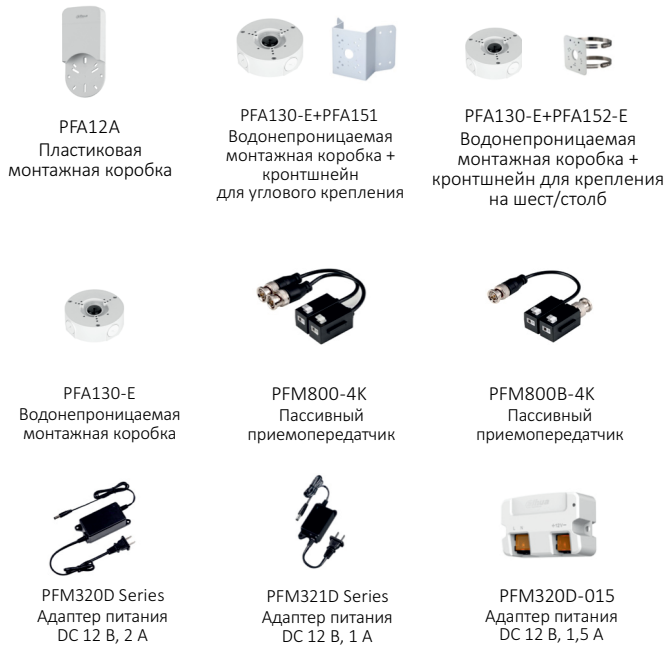 PFA12A
Пластиковая
монтажная коробка
PFA130-E+PFA151
Водонепроницаемая
монтажная коробка +
кронтшнейн
для углового крепления
PFA130-E+PFA152-E
Водонепроницаемая
монтажная коробка +
кронтшнейн для крепления
на шест/столб
PFA130-E
Водонепроницаемая
монтажная коробка
PFM800-4K
Пассивный
приемопередатчик
PFM800B-4K
Пассивный
приемопередатчик
PFM320D Series
Адаптер питания
DC 12 В, 2 А
PFM321D Series
Адаптер питания
DC 12 В, 1 А
PFM320D-015
Адаптер питания
DC 12 В, 1,5 А